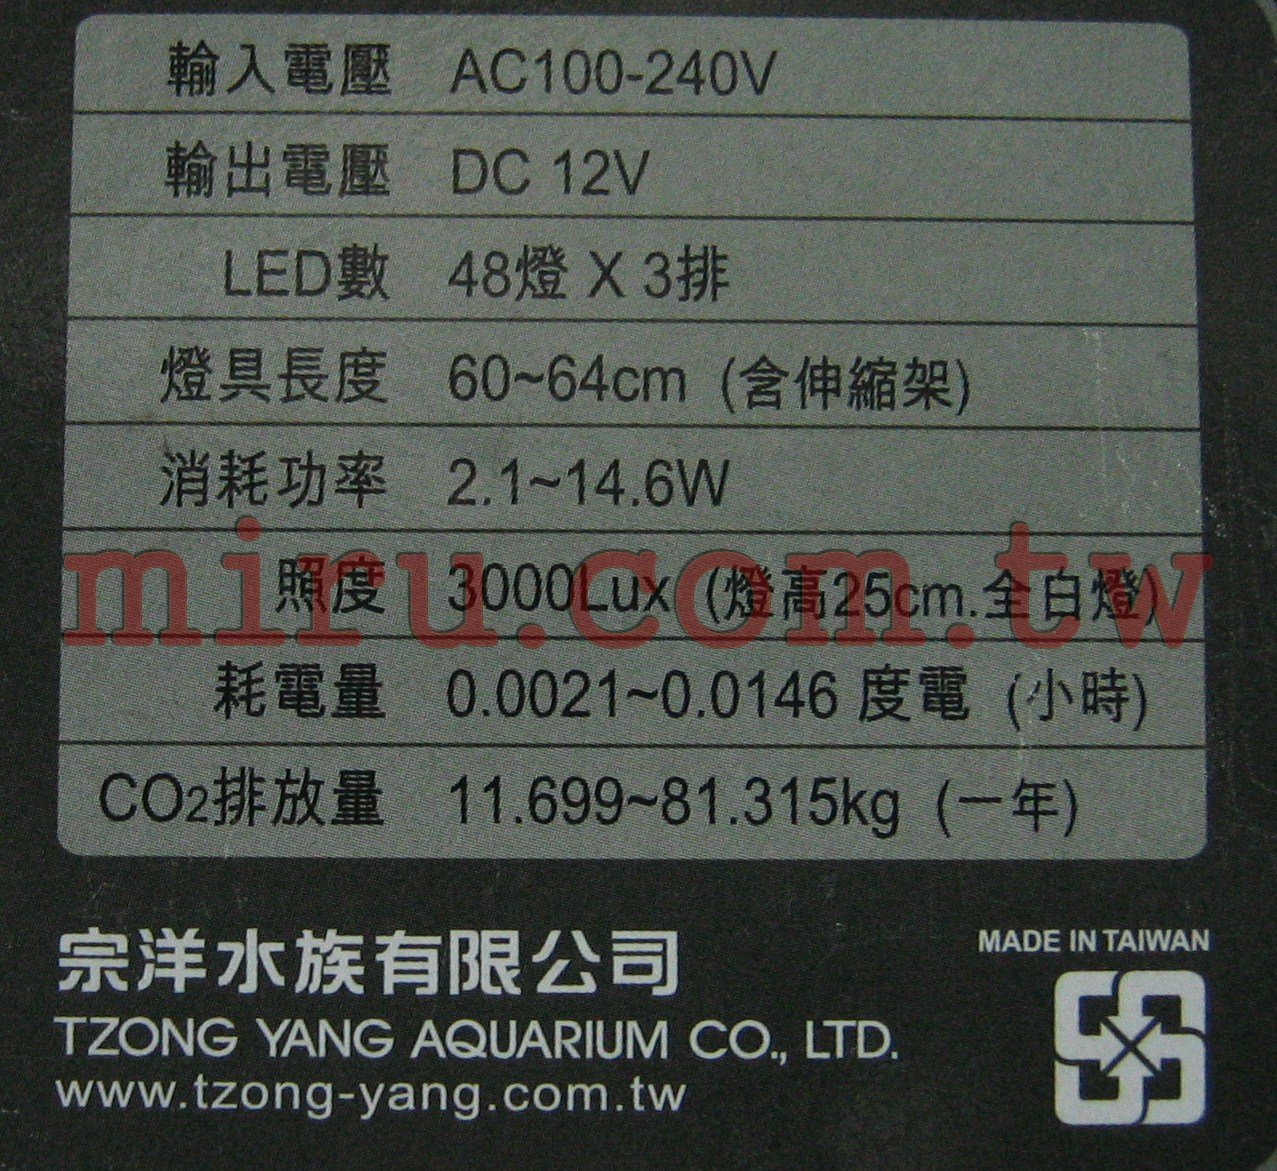 輸入電壓 AC100-240V
輸出電壓 DC 12V
LED數 48燈 X 3排
燈具長度 60~64cm (含伸縮架)
消耗功率 2.1~14.6W
照度 3000Lux (燈高25cm.全白燈)
miru.com.tw
耗電量 0.0021~0.0146 度電 (小時)
CO2排放量 11.699~81.315kg (一年)
宗洋水族有限公司
MADE IN TAIWAN
TZONG YANG AQUARIUM CO., LTD.
www.tzong-yang.com.tw